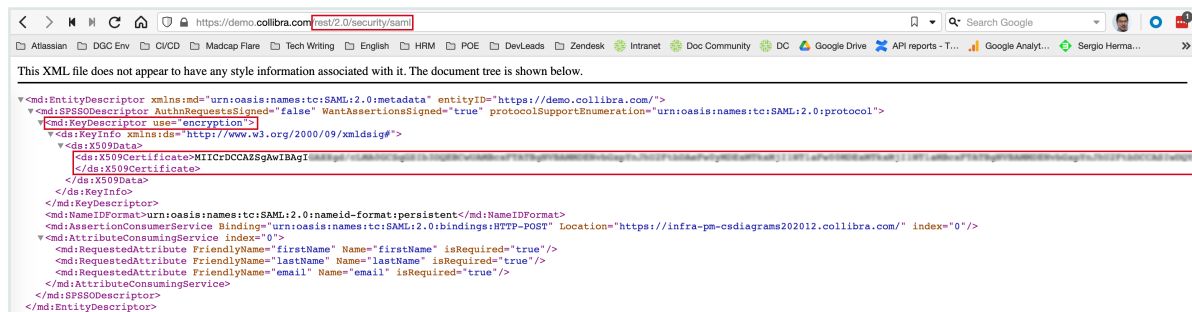 https://demo.collibra.com/rest/2.0/security/saml
Search Google
1
Atlassian DGC Env CI/CD Madcap Flare Tech Writing English HRM POE DevLeads Zendesk Intranet Doc Community DC Google Drive API reports - T... Google Analyt... Sergio Herma... »
This XML file does not appear to have any style information associated with it. The document tree is shown below.
▼<md:EntityDescriptor xmlns:md="urn:oasis:names:tc:SAML:2.0:metadata" entityID="https://demo.collibra.com/">
▼<md:SPSSODescriptor AuthnRequestsSigned="false" WantAssertionsSigned="true" protocolSupportEnumeration="urn:oasis:names:tc:SAML:2.0:protocol">
▼<md:KeyDescriptor use="encryption">
▼<ds:KeyInfo xmlns:ds="http://www.w3.org/2000/09/xmldsig#">
▼<ds:X509Data>
<ds:X509Certificate>MIICrDCCAZSgAwIBAgI
</ds:X509Certificate>
</ds:X509Data>
</ds:KeyInfo>
</md:KeyDescriptor>
<md:NameIDFormat>urn:oasis:names:tc:SAML:2.0:nameid-format:persistent</md:NameIDFormat>
<md:AssertionConsumerService Binding="urn:oasis:names:tc:SAML:2.0:bindings:HTTP-POST" Location="https://infra-pm-csdiagrams202012.collibra.com/" index="0"/>
▼<md:AttributeConsumingService index="0">
<md:RequestedAttribute FriendlyName="firstName" Name="firstName" isRequired="true"/>
<md:RequestedAttribute FriendlyName="lastName" Name="lastName" isRequired="true"/>
<md:RequestedAttribute FriendlyName="email" Name="email" isRequired="true"/>
</md:AttributeConsumingService>
</md:SPSSODescriptor>
</md:EntityDescriptor>